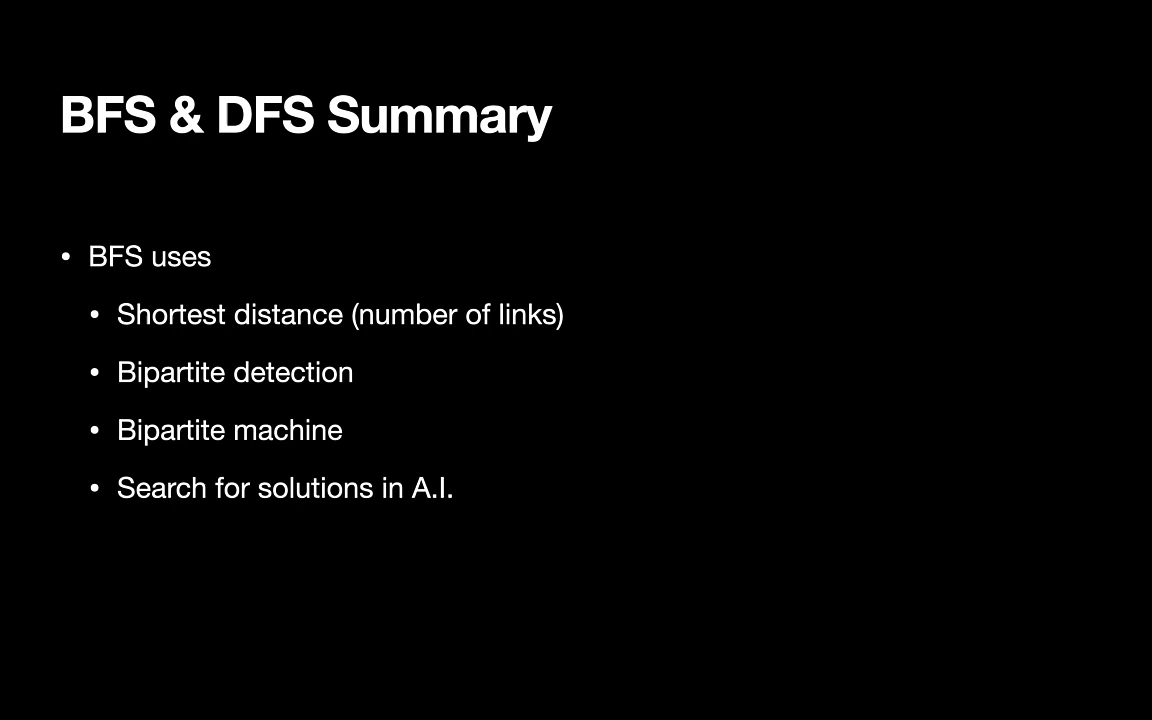 BFS & DFS Summary
• BFS uses
• Shortest distance (number of links)
• Bipartite detection
• Bipartite machine
• Search for solutions in A.I.